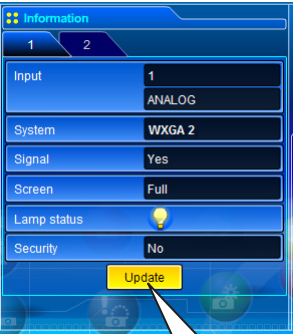 Information
1 2
Input 1
ANALOG
System WXGA 2
Signal Yes
Screen Full
Lamp status
Security No
Update